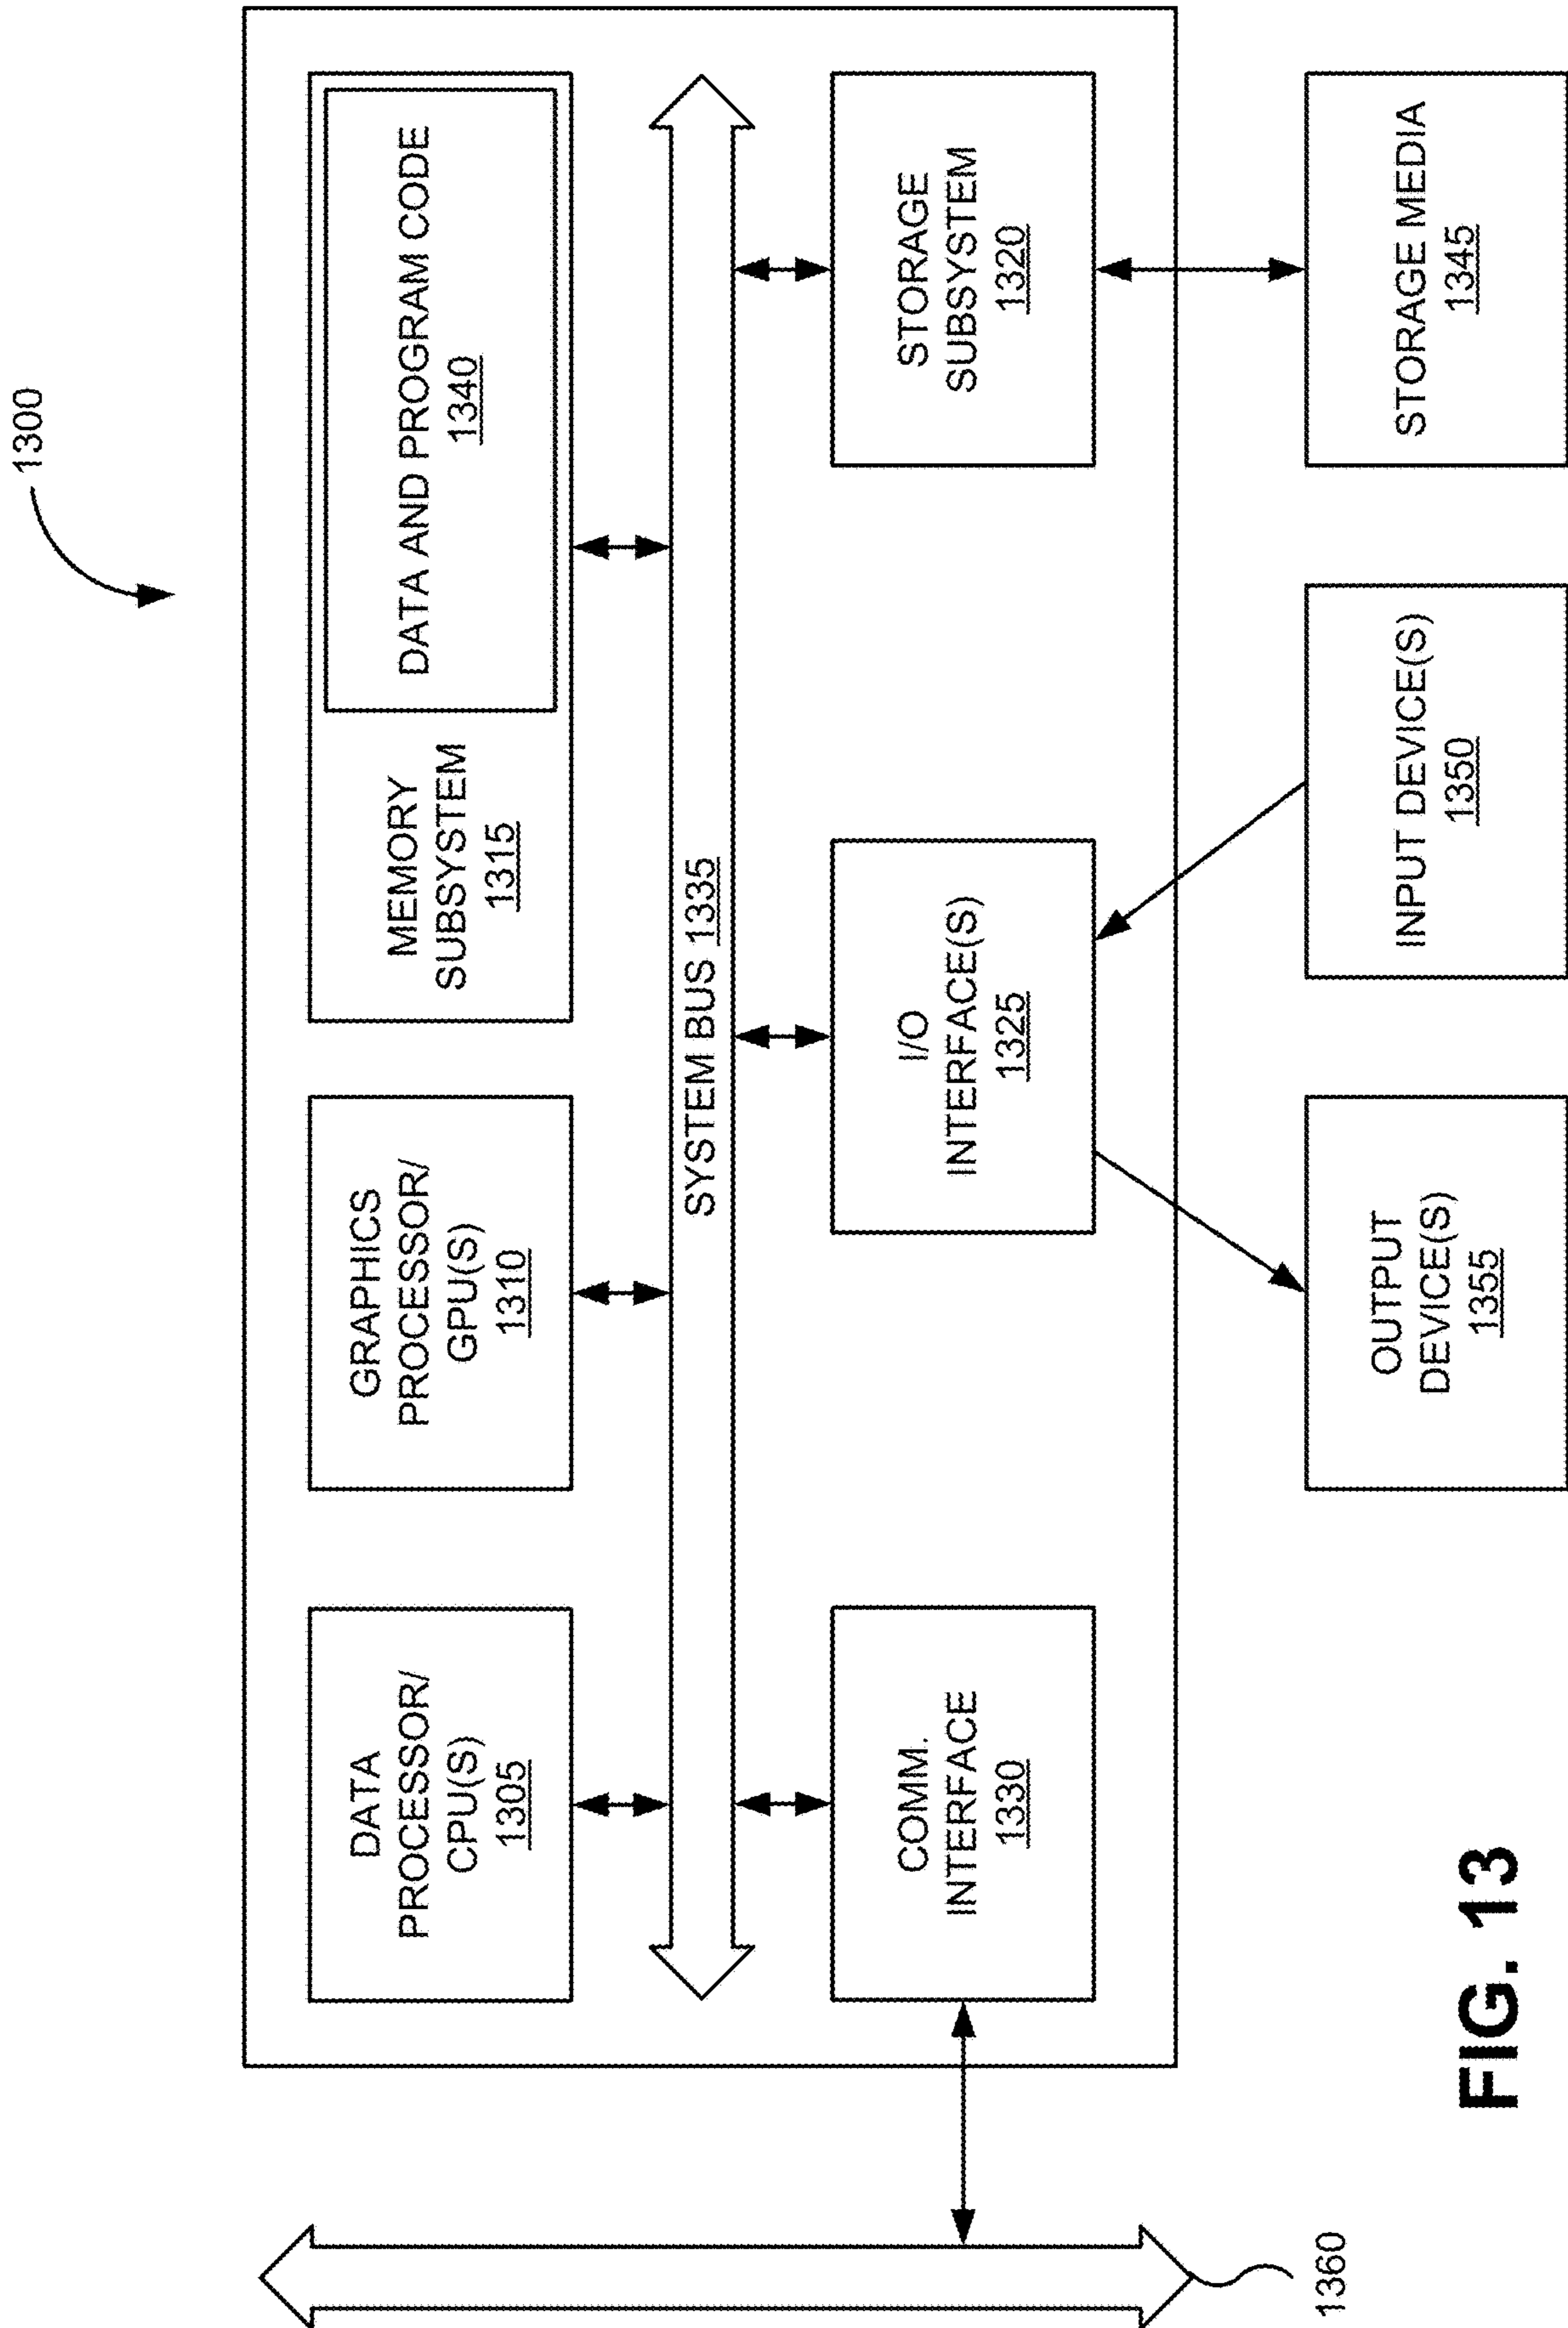 1300
DATA
PROCESSOR/
CPU(S)
1305
GRAPHICS
PROCESSOR/
GPU(S)
1310
MEMORY
SUBSYSTEM
1315
DATA AND PROGRAM CODE
1340
SYSTEM BUS 1335
COMM.
INTERFACE
1330
I/O
INTERFACE(S)
1325
STORAGE
SUBSYSTEM
1320
1360
OUTPUT
DEVICE(S)
1355
INPUT DEVICE(S)
1350
STORAGE MEDIA
1345
FIG. 13